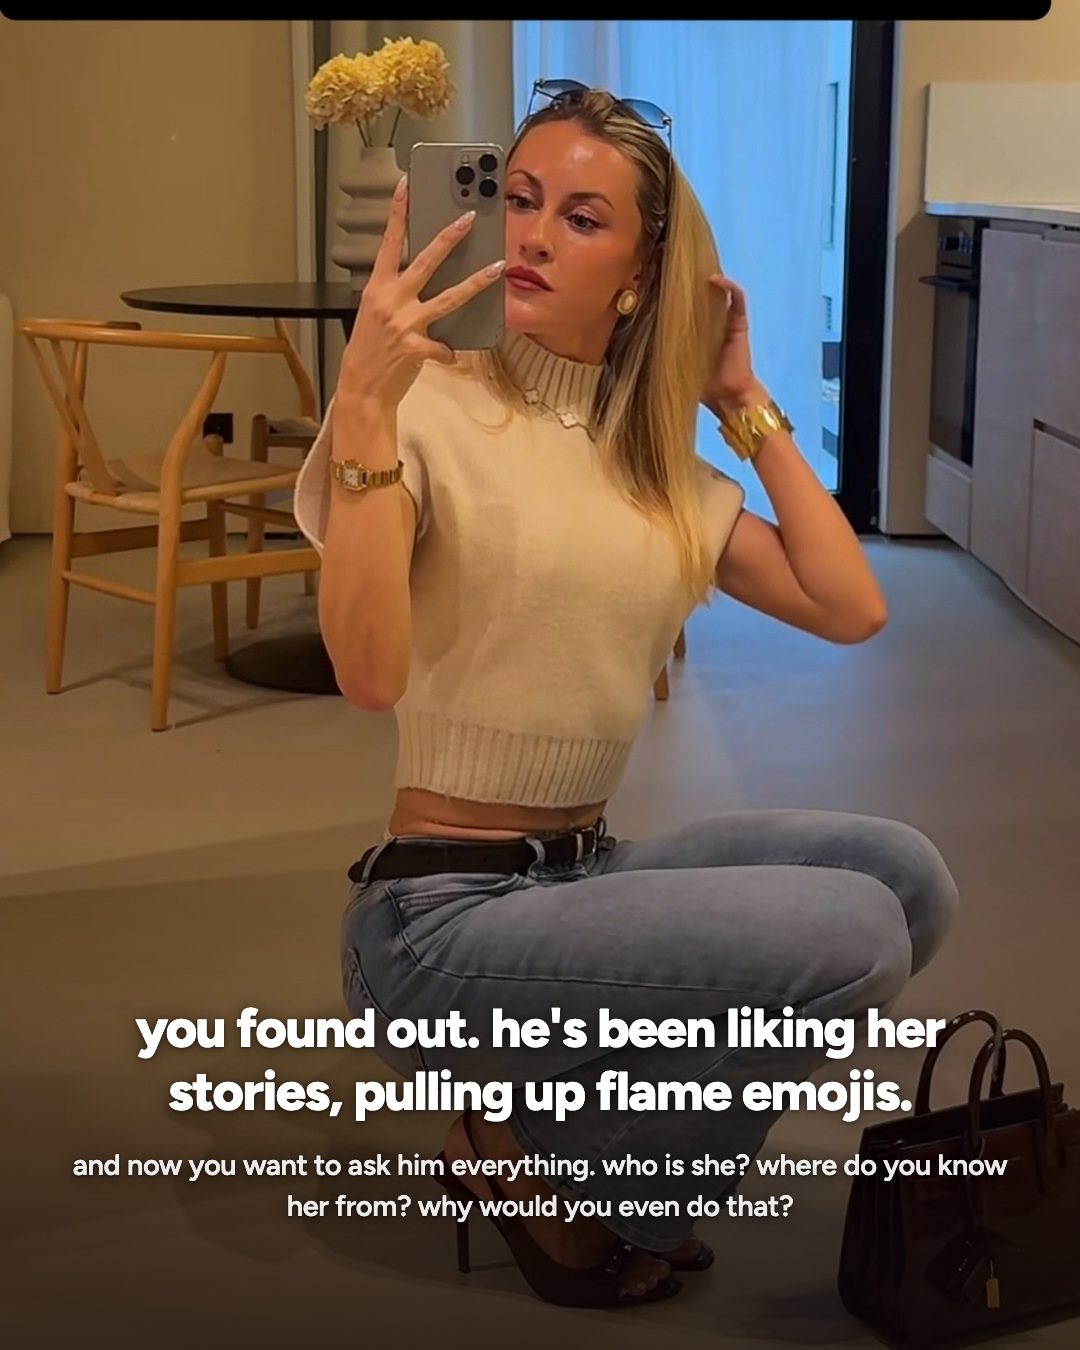 you found out. he's been liking her
stories, pulling up flame emojis.
and now you want to ask him everything. who is she? where do you know
her from? why would you even do that?